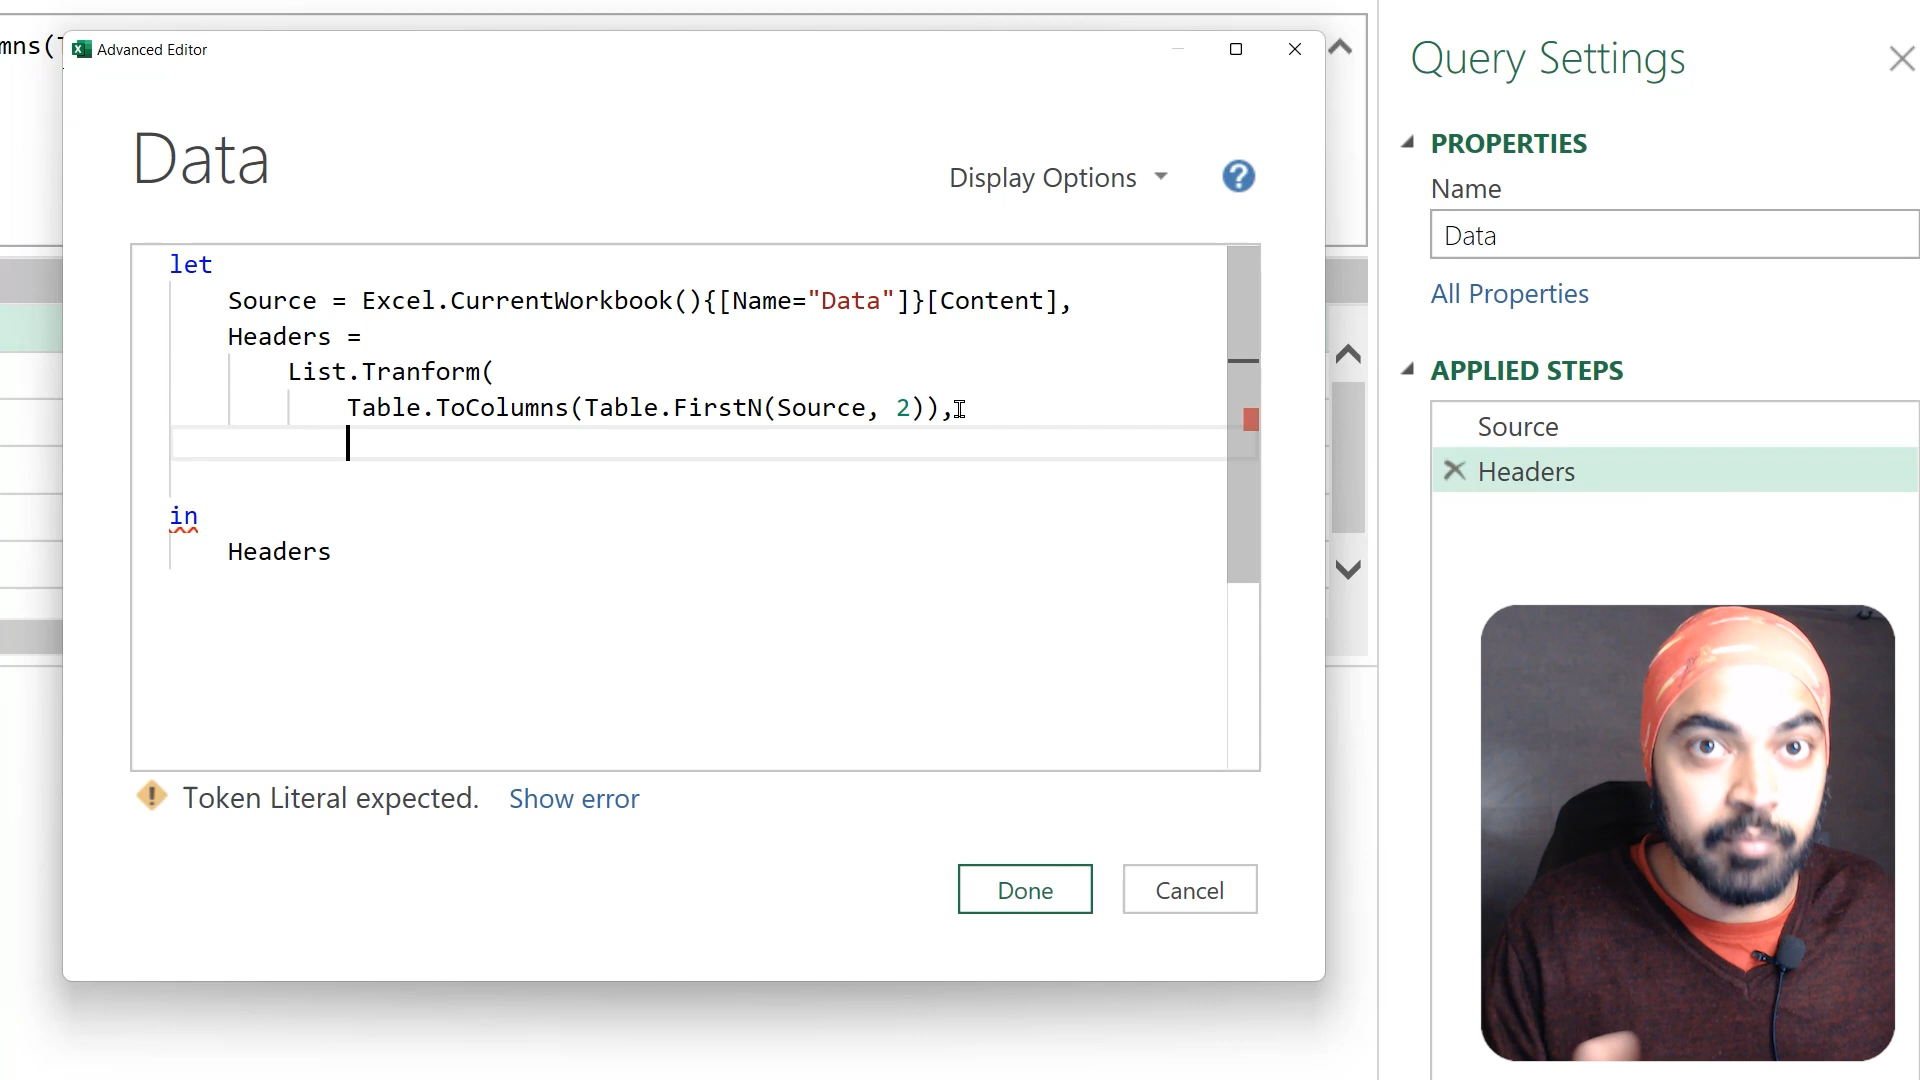 mns(
Advanced Editor
Data
Display Options
?
let
Source = Excel.CurrentWorkbook(){[Name="Data"]}[Content],
Headers =
List.Tranform(
Table.ToColumns(Table.FirstN(Source, 2)),
in
Headers
Token Literal expected. Show error
Done Cancel
Query Settings
PROPERTIES
Name
Data
All Properties
APPLIED STEPS
Source
Headers